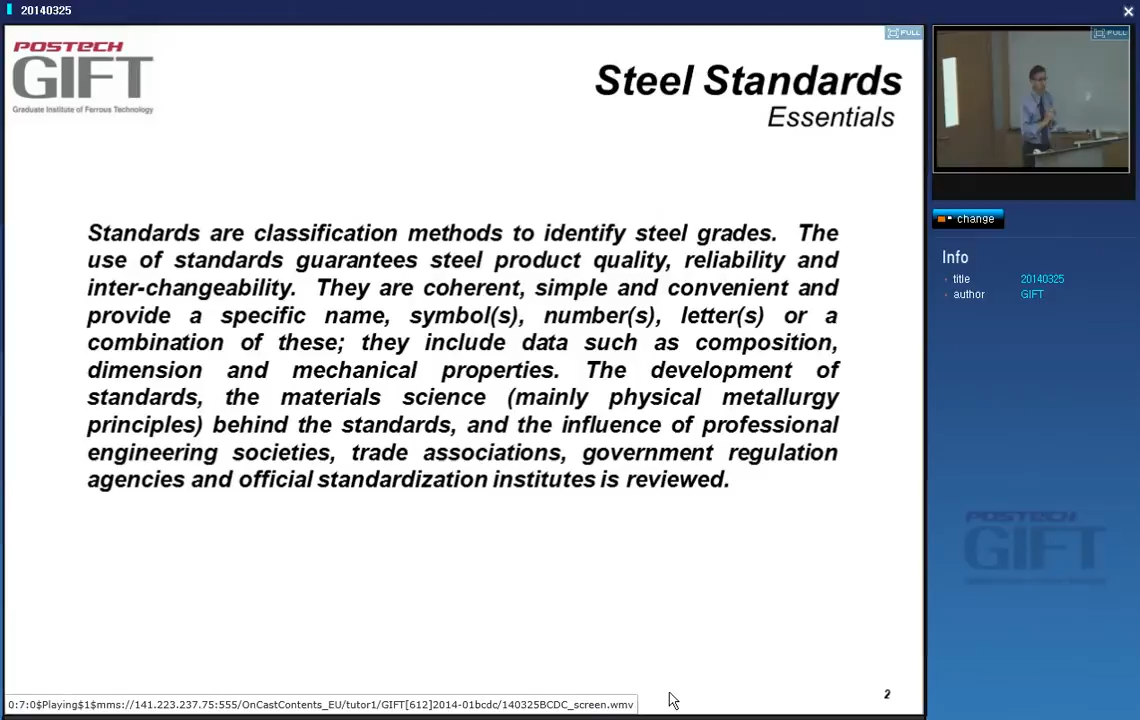 20140325
POSTECH
GIFT
Graduate Institute of Ferrous Technology
FULL
Steel Standards
Essentials
Standards are classification methods to identify steel grades. The
use of standards guarantees steel product quality, reliability and
inter-changeability. They are coherent, simple and convenient and
provide a specific name, symbol(s), number(s), letter(s) or a
combination of these; they include data such as composition,
dimension and mechanical properties. The development of
standards, the materials science (mainly physical metallurgy
principles) behind the standards, and the influence of professional
engineering societies, trade associations, government regulation
agencies and official standardization institutes is reviewed.
2
0:7:0$Playing$1$mms://141.223.237.75:555/OnCastContents_EU/tutor1/GIFT[612]2014-01bcdc/140325BCDC_screen.wmv
FULL
change
Info
title 20140325
author GIFT
POSTECH
GIFT